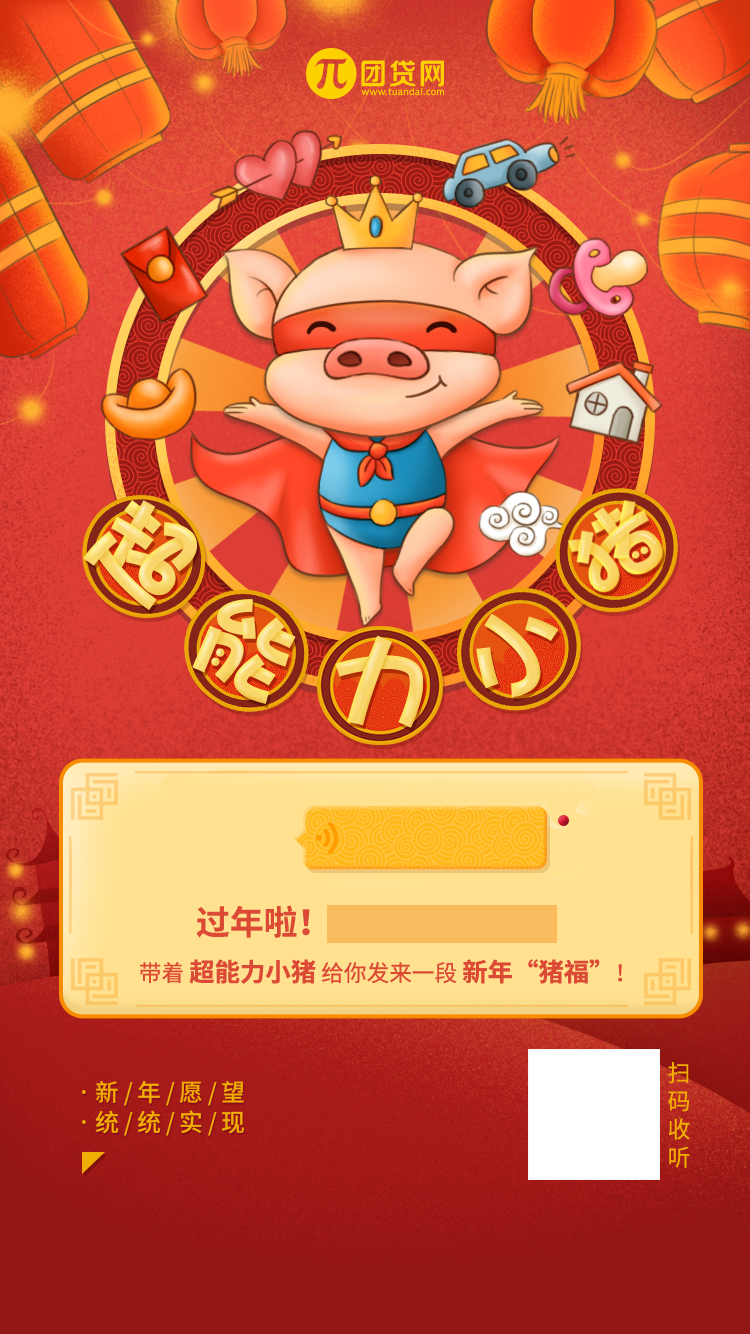 团贷网
www.tuandai.com
超能力小猪
过年啦！
带着 超能力小猪 给你发来一段 新年“猪福”！
· 新 / 年 / 愿 / 望
· 统 / 统 / 实 / 现
扫码收听